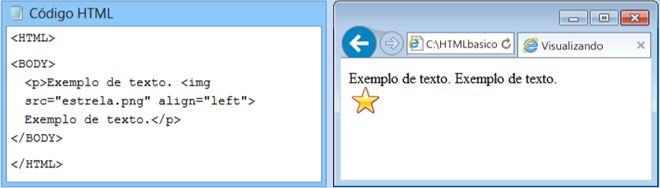 Código HTML
<HTML>
<BODY>
<p>Exemplo de texto. <img
src="estrela.png" align="left">
Exemplo de texto.</p>
</BODY>
</HTML>
C:\HTMLbasico
Visualizando
Exemplo de texto. Exemplo de texto.